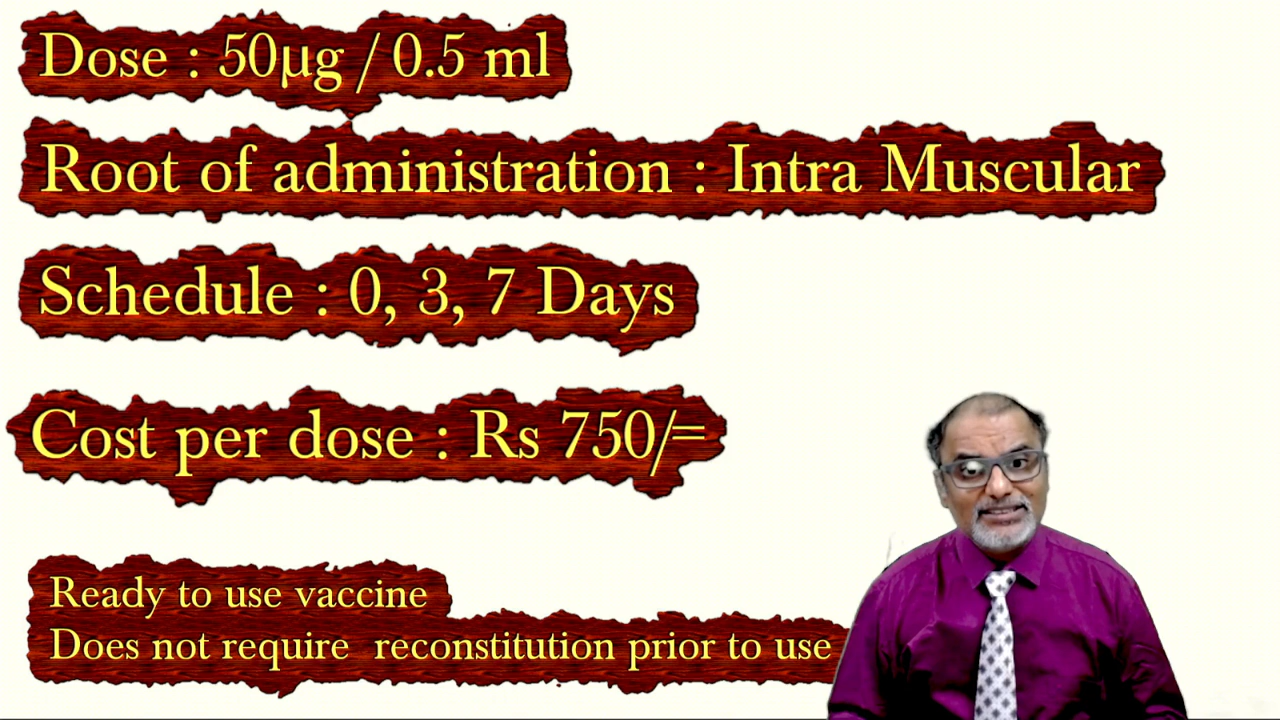 Dose : 50µg / 0.5 ml
Root of administration : Intra Muscular
Schedule : 0, 3, 7 Days
Cost per dose : Rs 750/=
Ready to use vaccine
Does not require reconstitution prior to use